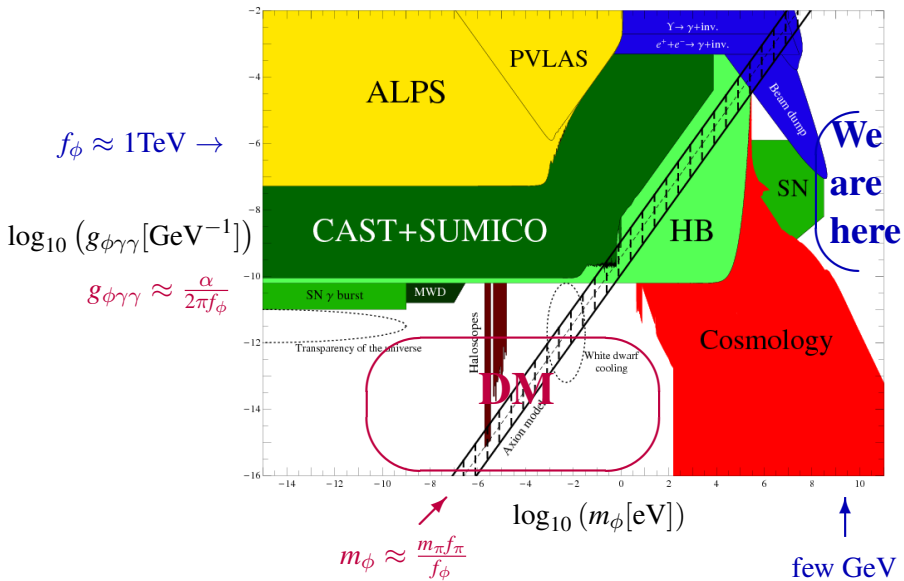 −2
−4
−6
−8
−10
−12
−14
−16
ALPS
PVLAS
ϒ→ γ+inv.
e⁺+e⁻→ γ+inv.
Beam dump
f_ϕ ≈ 1TeV →
We
are
here
SN
log₁₀ (g_ϕγγ[GeV⁻¹])
CAST+SUMICO
HB
g_ϕγγ ≈ α/(2πf_ϕ)
SN γ burst
MWD
Haloscopes
Transparency of the universe
White dwarf
cooling
Cosmology
DM
Axion model
−14 −12 −10 −8 −6 −4 −2 0 2 4 6 8 10
log₁₀ (m_ϕ[eV])
m_ϕ ≈ m_πf_π/f_ϕ
few GeV